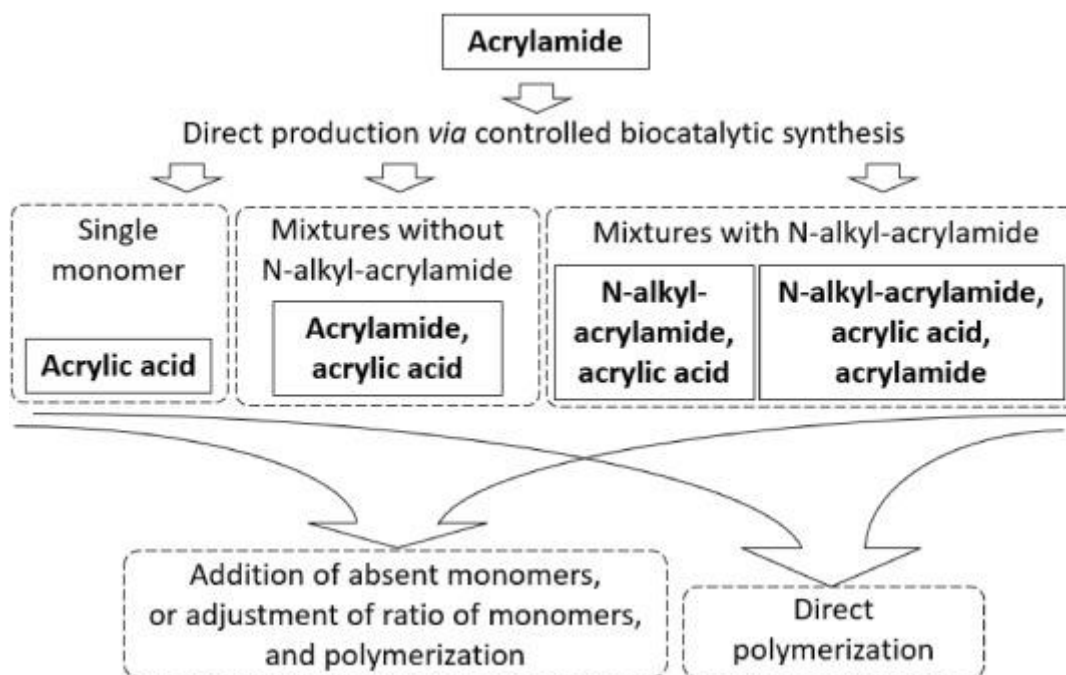 Acrylamide
Direct production via controlled biocatalytic synthesis
Single
monomer
Acrylic acid
Mixtures without
N-alkyl-acrylamide
Acrylamide,
acrylic acid
Mixtures with N-alkyl-acrylamide
N-alkyl-
acrylamide,
acrylic acid
N-alkyl-acrylamide,
acrylic acid,
acrylamide
Addition of absent monomers,
or adjustment of ratio of monomers,
and polymerization
Direct
polymerization